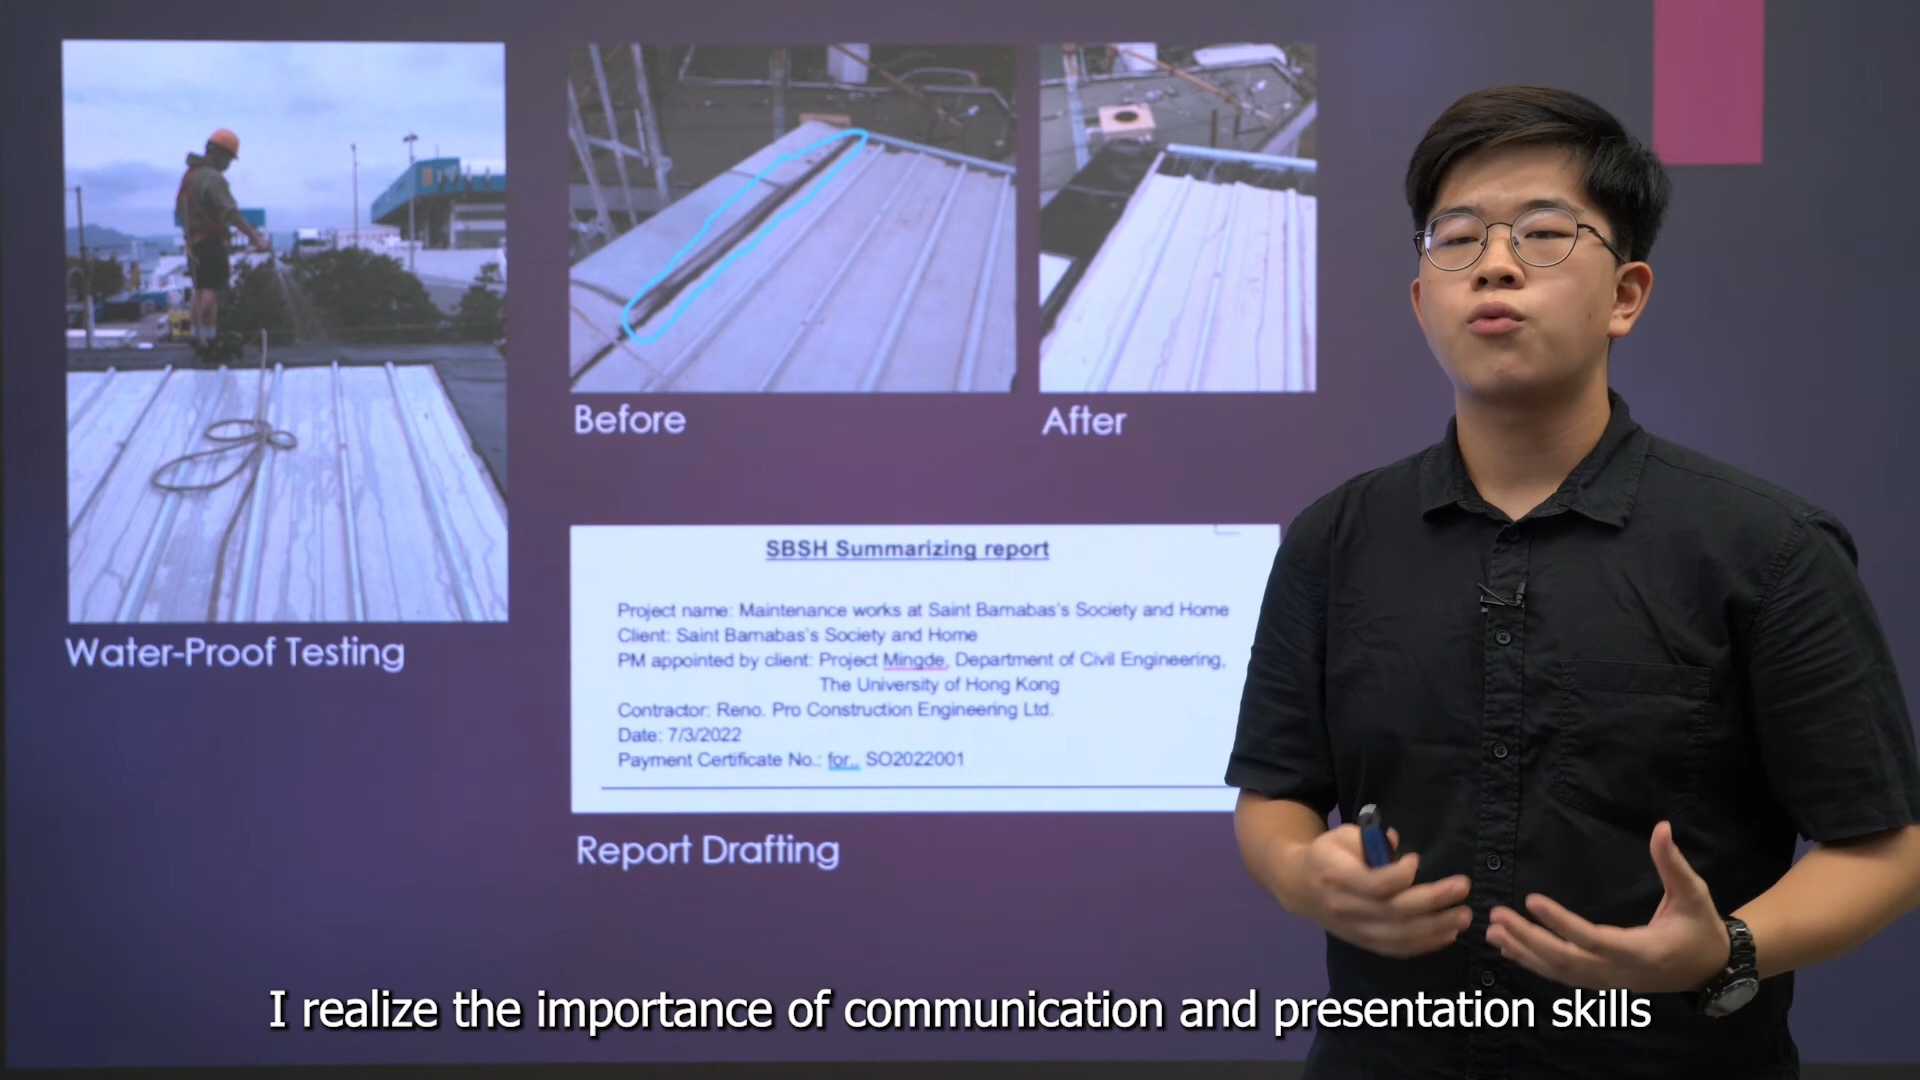 Before
After
Water-Proof Testing
SBSH Summarizing report
Project name: Maintenance works at Saint Barnabas's Society and Home
Client: Saint Barnabas's Society and Home
PM appointed by client: Project Mingde, Department of Civil Engineering,
The University of Hong Kong
Contractor: Reno. Pro Construction Engineering Ltd.
Date: 7/3/2022
Payment Certificate No.: for.. SO2022001
Report Drafting
I realize the importance of communication and presentation skills